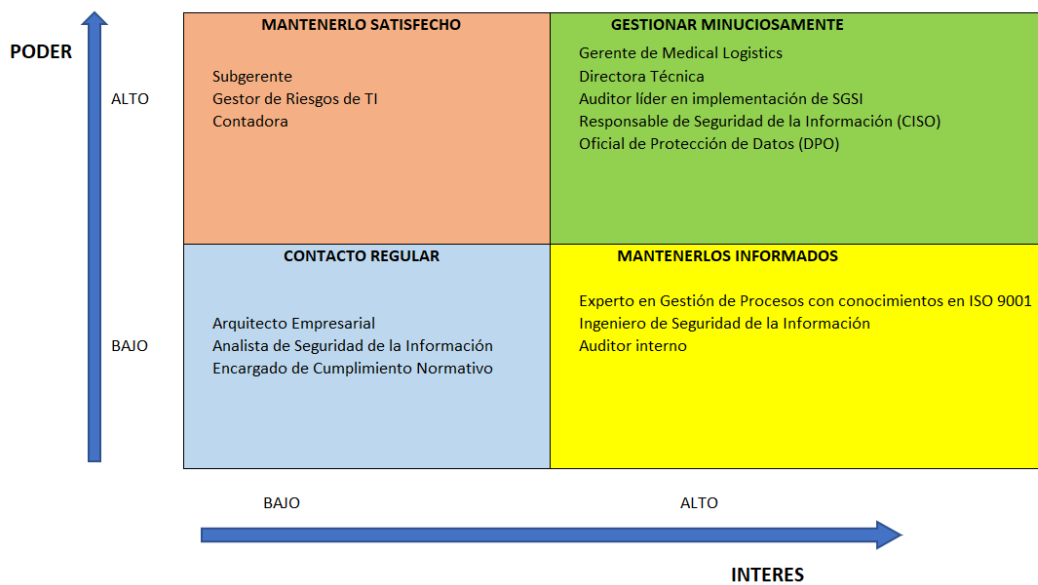 MANTENERLO SATISFECHO
GESTIONAR MINUCIOSAMENTE
PODER
ALTO
Subgerente
Gestor de Riesgos de TI
Contadora
Gerente de Medical Logistics
Directora Técnica
Auditor líder en implementación de SGSI
Responsable de Seguridad de la Información (CISO)
Oficial de Protección de Datos (DPO)
CONTACTO REGULAR
MANTENERLOS INFORMADOS
BAJO
Arquitecto Empresarial
Analista de Seguridad de la Información
Encargado de Cumplimiento Normativo
Experto en Gestión de Procesos con conocimientos en ISO 9001
Ingeniero de Seguridad de la Información
Auditor interno
BAJO
ALTO
INTERES